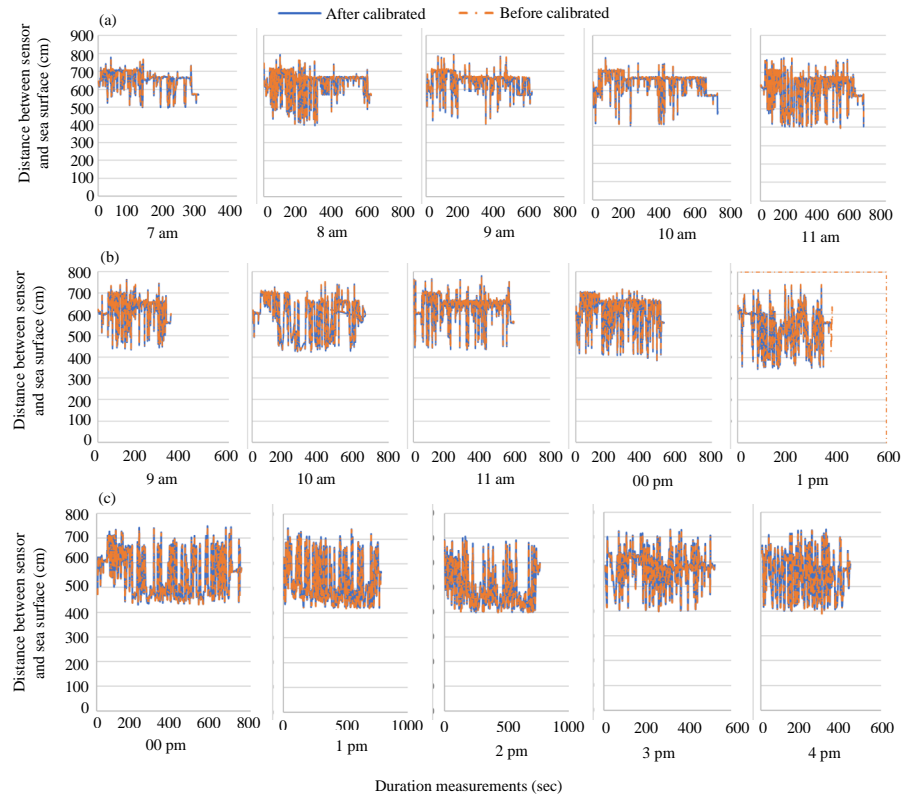 (a)
After calibrated
Before calibrated
Distance between sensor
and sea surface (cm)
900
800
700
600
500
400
300
200
100
0
0 100 200 300 400
0 200 400 600 800
0 200 400 600 800
0 200 400 600 800
0 200 400 600 800
7 am
8 am
9 am
10 am
11 am
(b)
Distance between sensor
and sea surface (cm)
800
700
600
500
400
300
200
100
0
0 200 400 600
0 200 400 600 800
0 200 400 600 800
0 200 400 600 800
0 200 400 600
9 am
10 am
11 am
00 pm
1 pm
(c)
Distance between sensor
and sea surface (cm)
800
700
600
500
400
300
200
100
0
0 200 400 600 800
0 500 1000
0 500 1000
0 200 400 600
0 200 400 600
00 pm
1 pm
2 pm
3 pm
4 pm
Duration measurements (sec)